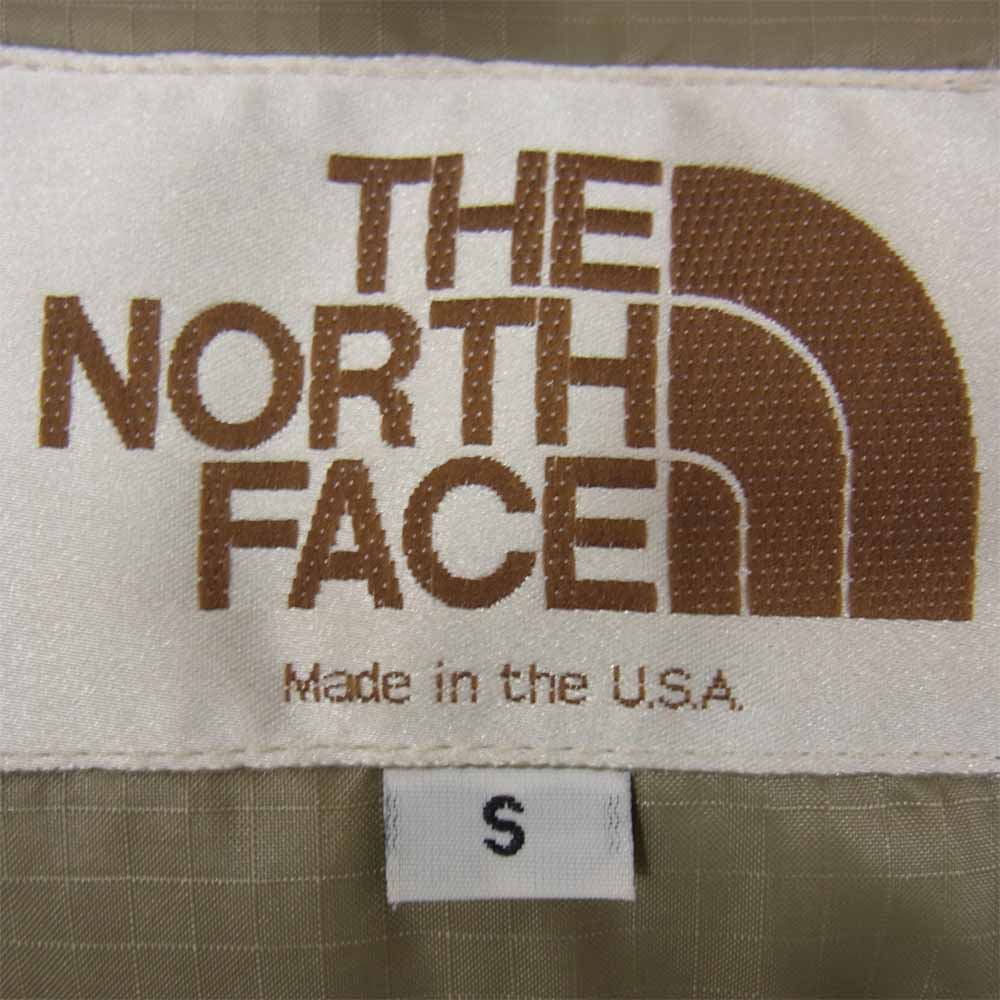 THE
NORTH
FACE
Made in the U.S.A.
S